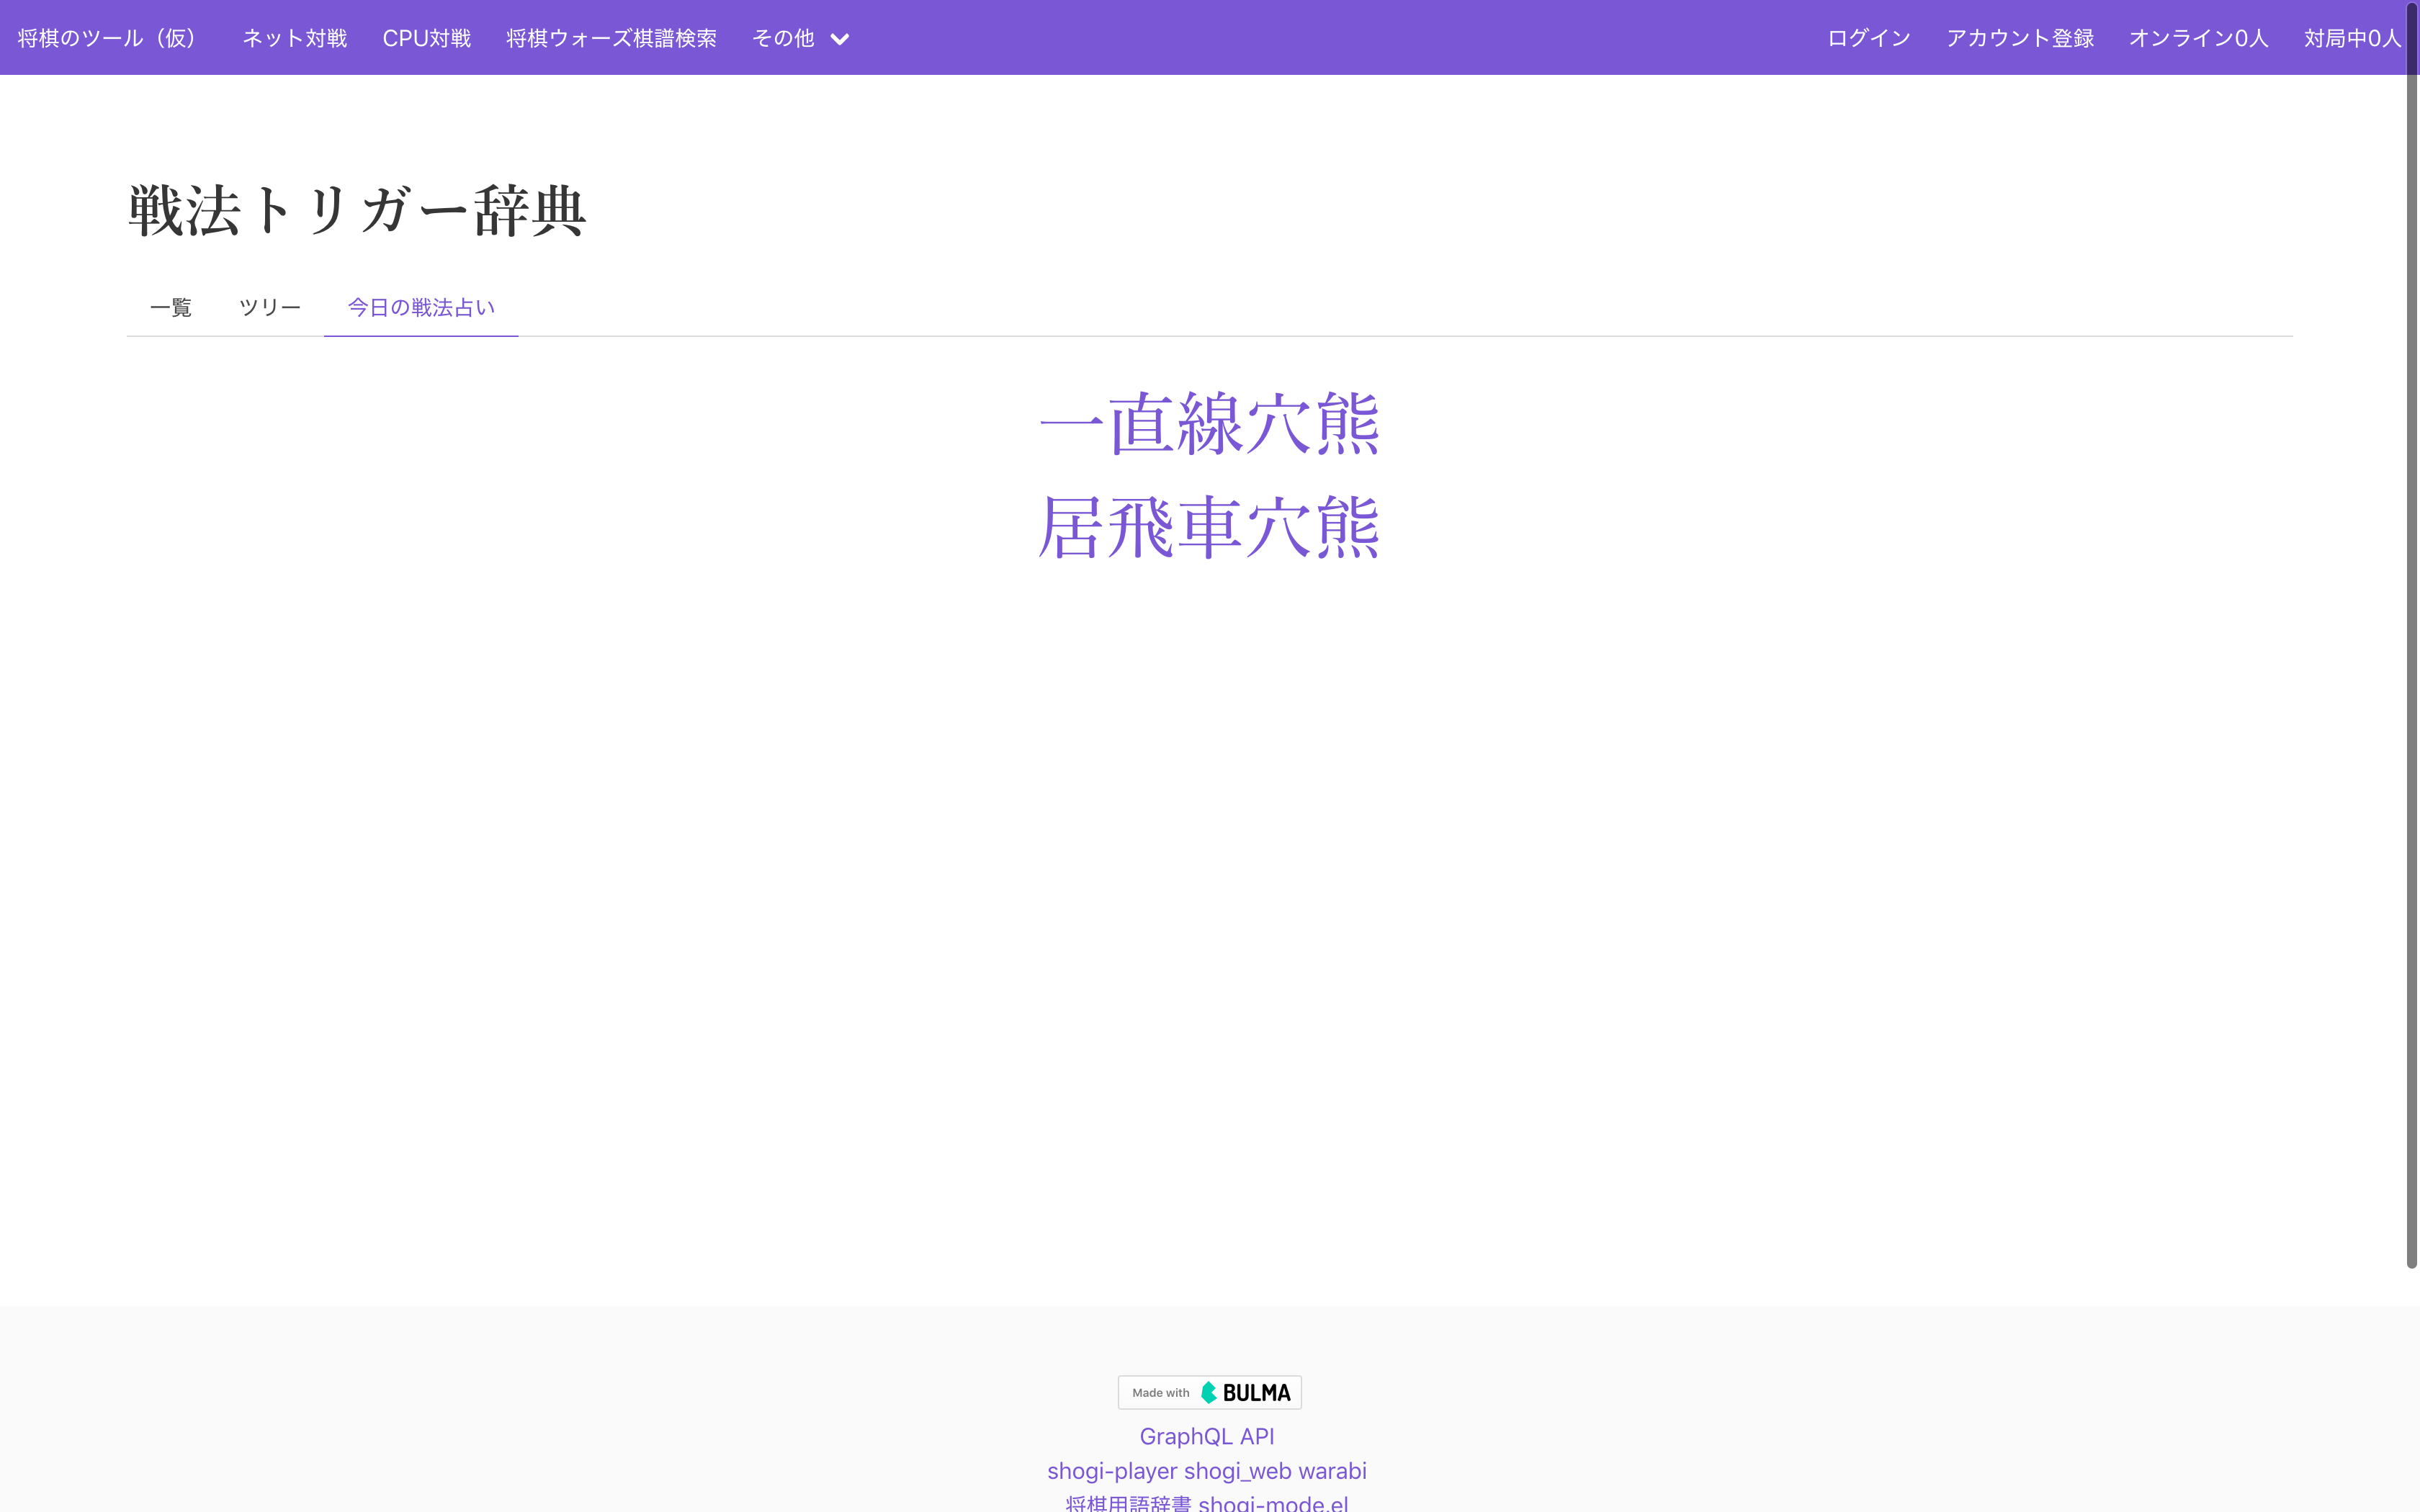 将棋のツール（仮） ネット対戦 CPU対戦 将棋ウォーズ棋譜検索 その他 ログイン アカウント登録 オンライン0人 対局中0人
戦法トリガー辞典
一覧 ツリー 今日の戦法占い
一直線穴熊
居飛車穴熊
Made with BULMA
GraphQL API
shogi-player shogi_web warabi
将棋用語辞書 shogi-mode.el